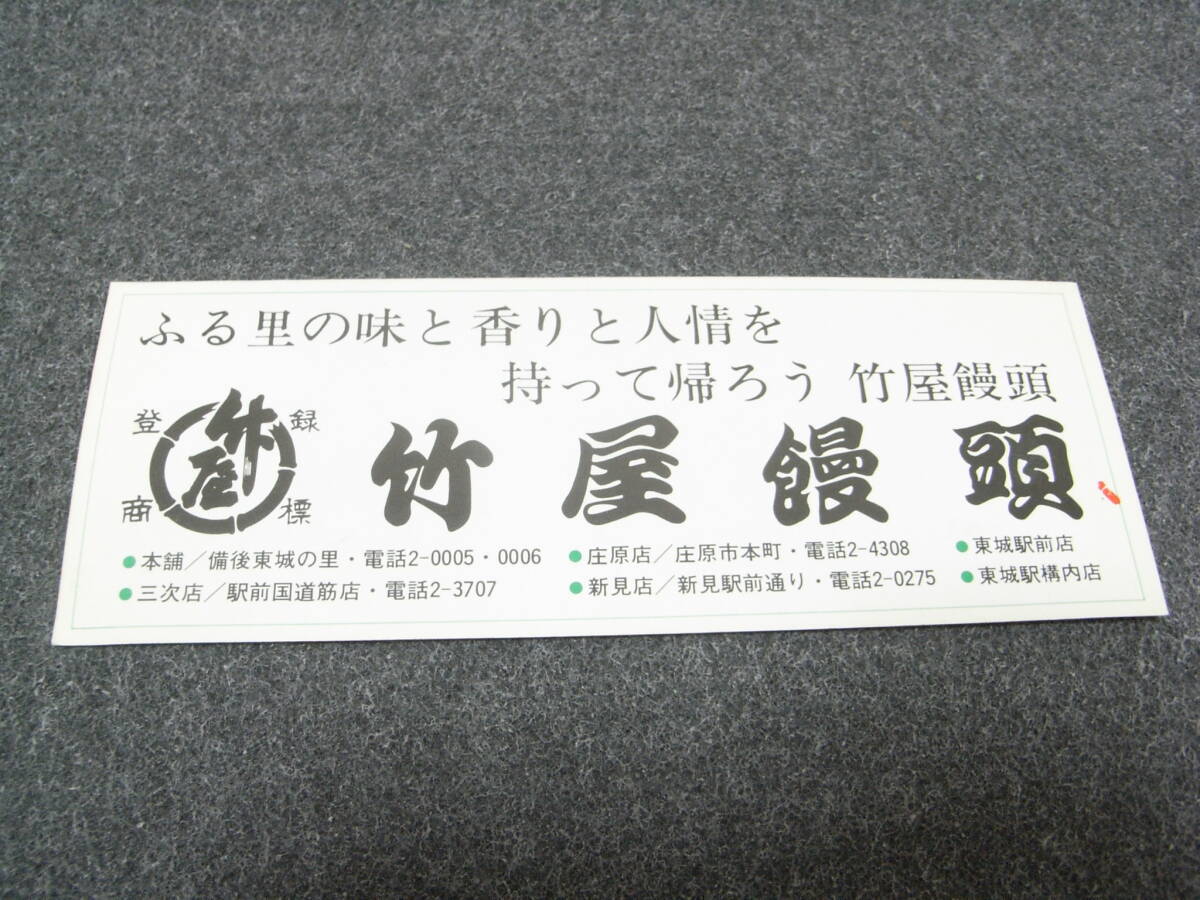 ふる里の味と香りと人情を
持って帰ろう 竹屋饅頭
登録商標
竹屋
竹屋饅頭
●本舗／備後東城の里・電話2-0005・0006
●三次店／駅前国道筋店・電話2-3707
●庄原店／庄原市本町・電話2-4308
●新見店／新見駅前通り・電話2-0275
●東城駅前店
●東城駅構内店